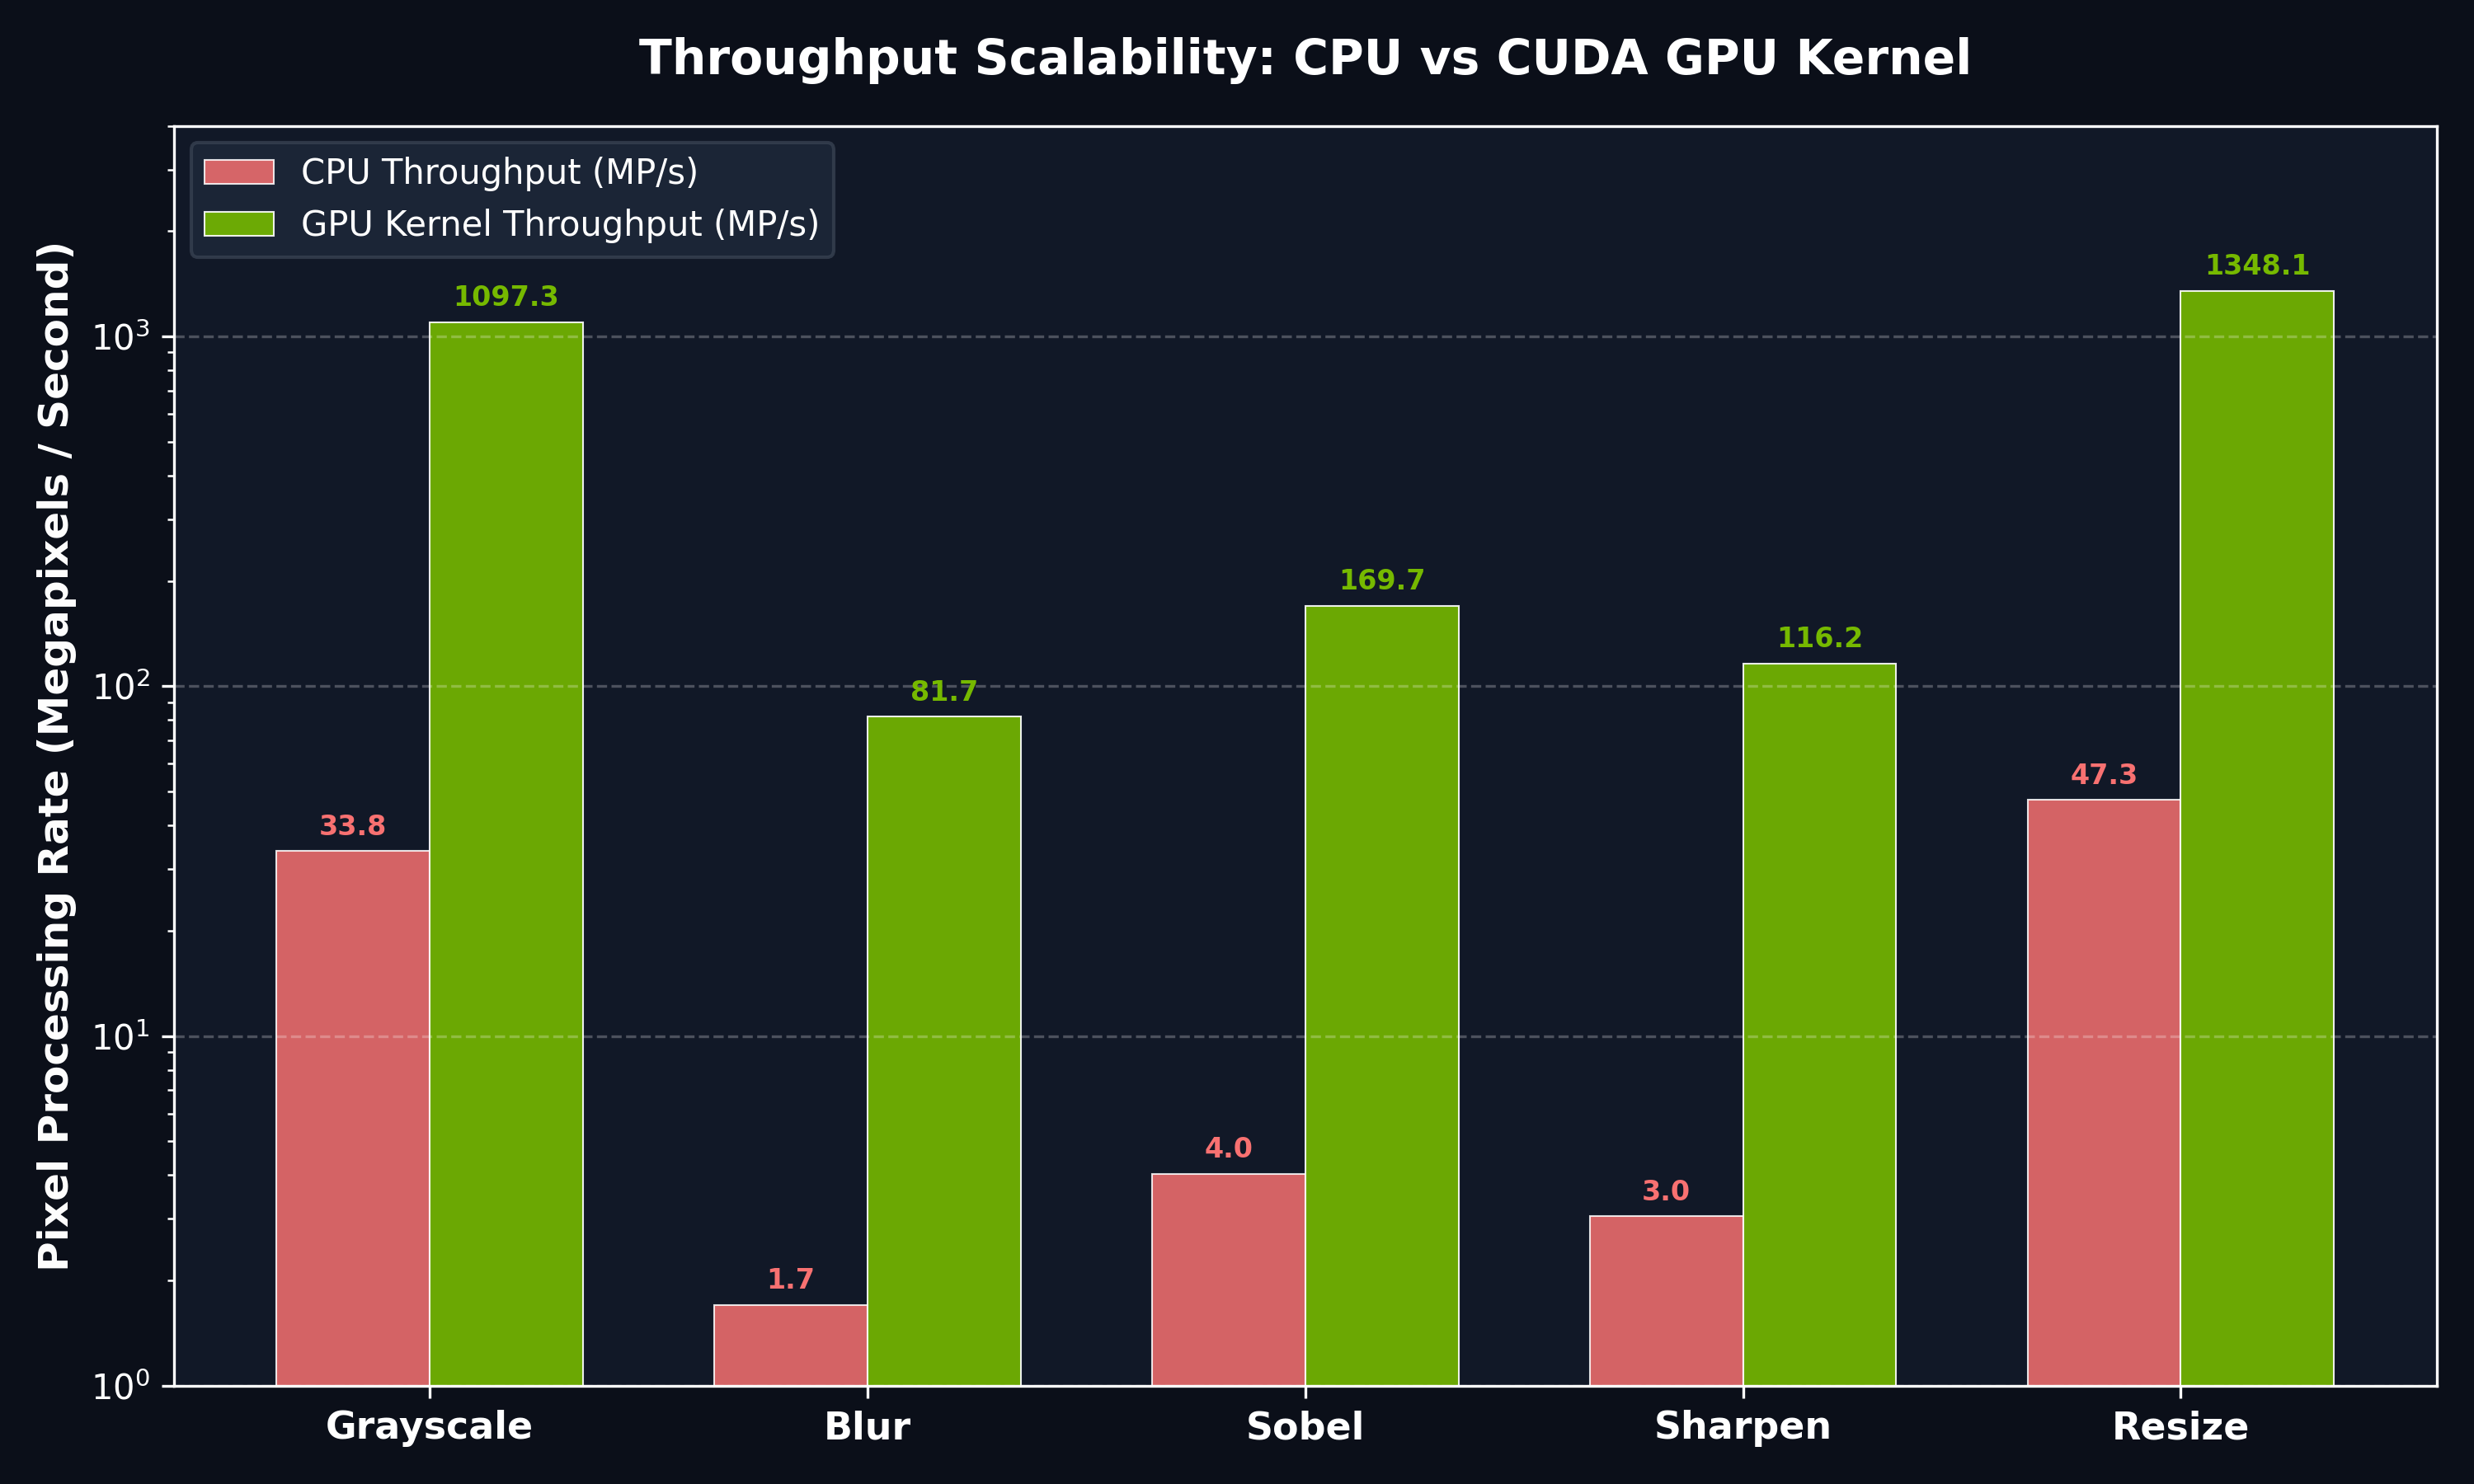 Throughput Scalability: CPU vs CUDA GPU Kernel
CPU Throughput (MP/s)
GPU Kernel Throughput (MP/s)
Pixel Processing Rate (Megapixels / Second)
10³
10²
10¹
10⁰
33.8
1097.3
1.7
81.7
4.0
169.7
3.0
116.2
47.3
1348.1
Grayscale
Blur
Sobel
Sharpen
Resize